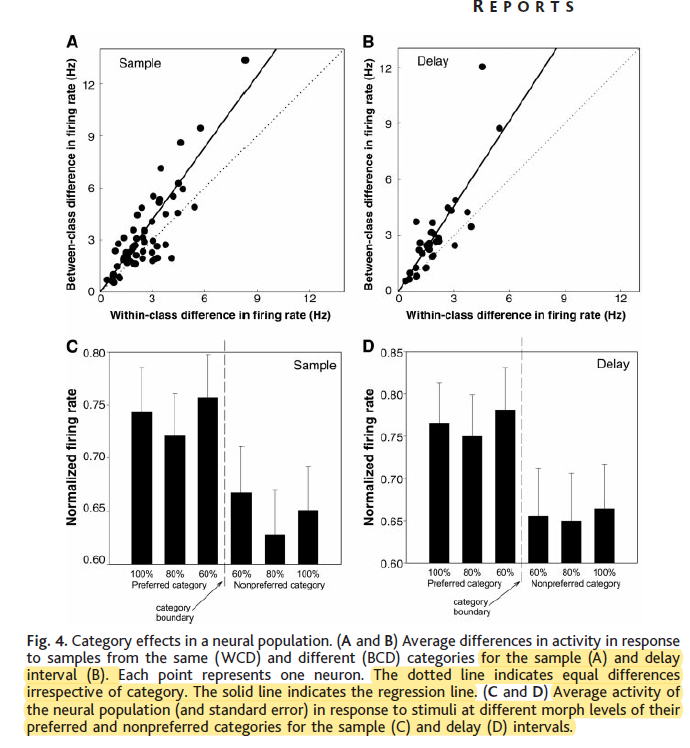 REPORTS
A
Sample
Between-class difference in firing rate (Hz)
12
9
6
3
0
0 3 6 9 12
Within-class difference in firing rate (Hz)
B
Delay
Between-class difference in firing rate (Hz)
12
9
6
3
0
0 3 6 9 12
Within-class difference in firing rate (Hz)
C
Sample
Normalized firing rate
0.80
0.75
0.70
0.65
0.60
100% 80% 60% 60% 80% 100%
Preferred category Nonpreferred category
category
boundary
D
Delay
Normalized firing rate
0.85
0.80
0.75
0.70
0.65
0.60
100% 80% 60% 60% 80% 100%
Preferred category Nonpreferred category
category
boundary
Fig. 4. Category effects in a neural population. (A and B) Average differences in activity in response
to samples from the same (WCD) and different (BCD) categories for the sample (A) and delay
interval (B). Each point represents one neuron. The dotted line indicates equal differences
irrespective of category. The solid line indicates the regression line. (C and D) Average activity of
the neural population (and standard error) in response to stimuli at different morph levels of their
preferred and nonpreferred categories for the sample (C) and delay (D) intervals.